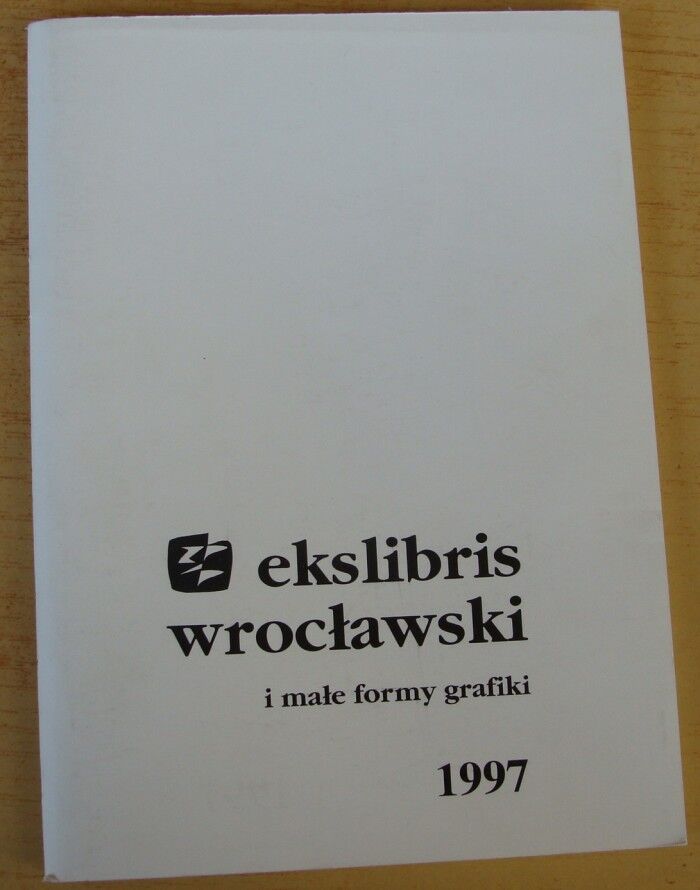 ekslibris
wrocławski
i małe formy grafiki
1997